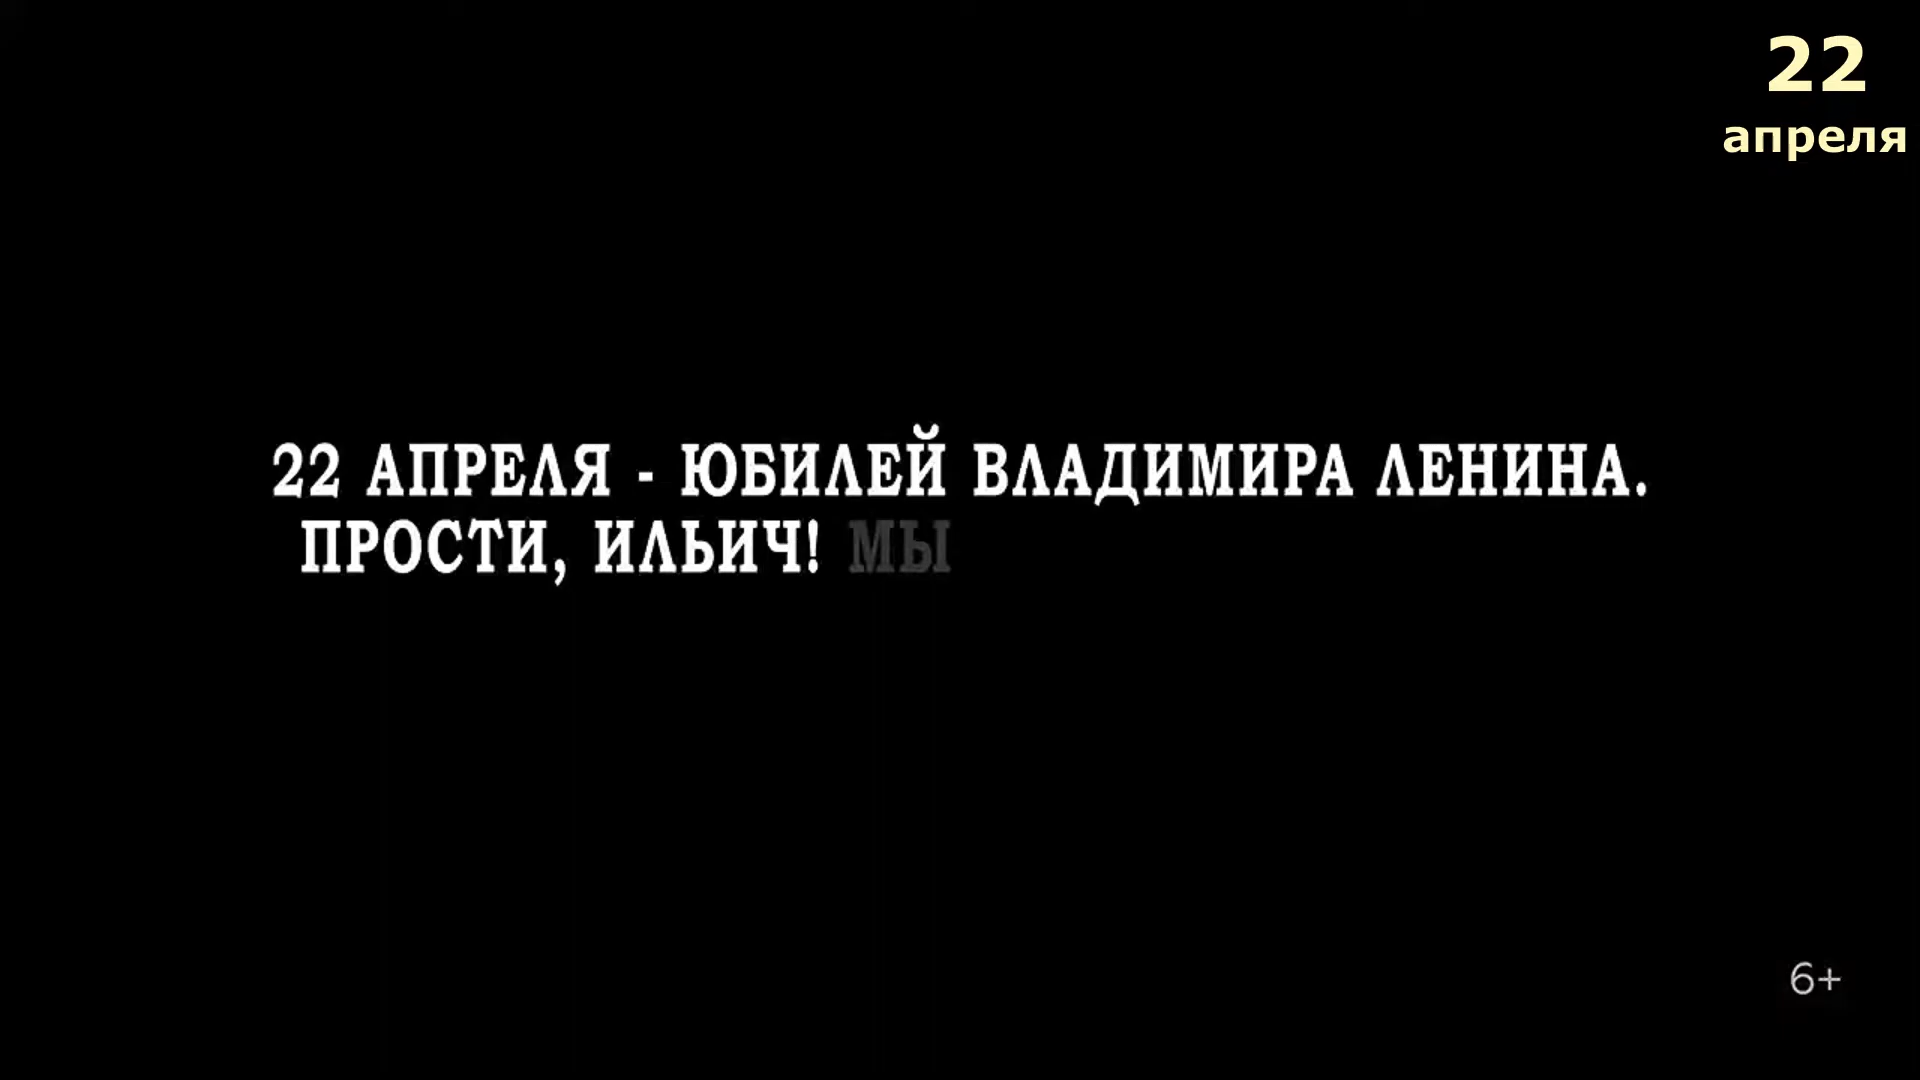 22
апреля
22 АПРЕЛЯ - ЮБИЛЕЙ ВЛАДИМИРА ЛЕНИНА.
ПРОСТИ, ИЛЬИЧ! МЫ
6+